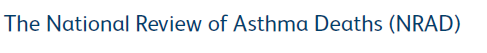 The National Review of Asthma Deaths (NRAD)